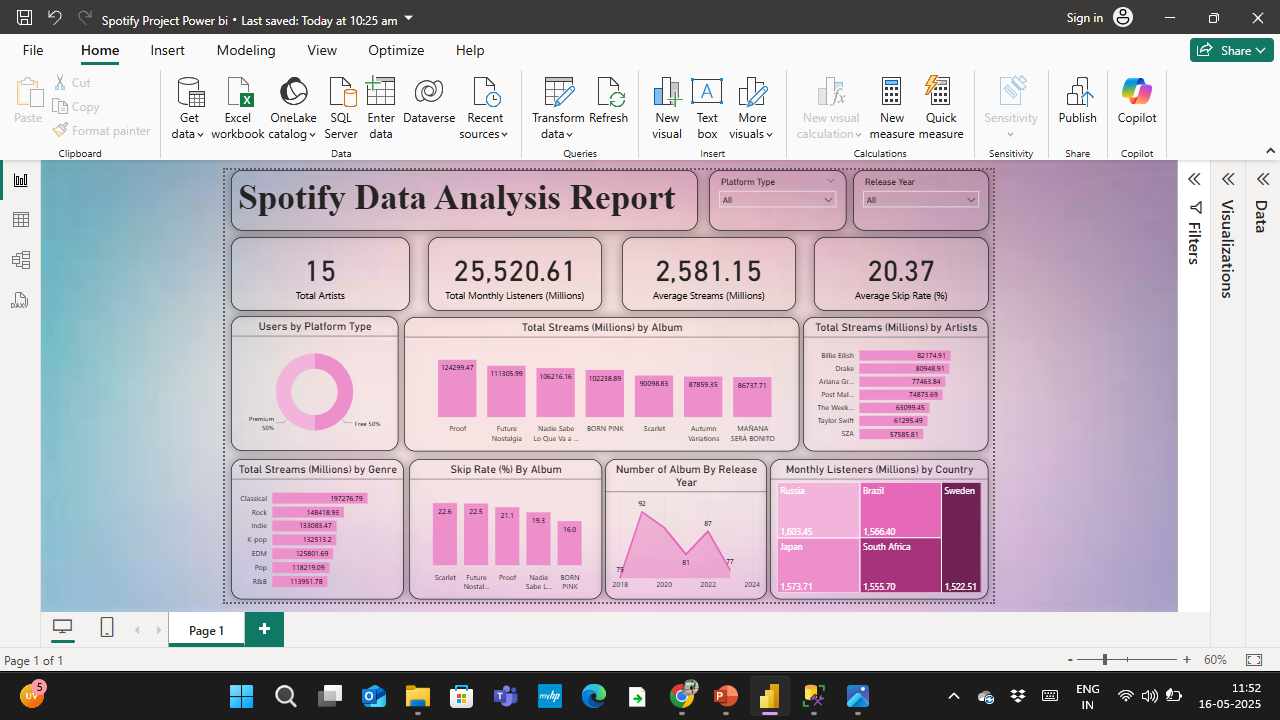 Spotify Project Power bi • Last saved: Today at 10:25 am
Sign in
File Home Insert Modeling View Optimize Help
Share
Paste
Cut
Copy
Format painter
Clipboard
Get data
Excel workbook
OneLake catalog
SQL Server
Enter data
Dataverse
Recent sources
Data
Transform data
Refresh
Queries
New visual
Text box
More visuals
Insert
New visual calculation
New measure
Quick measure
Calculations
Sensitivity
Sensitivity
Publish
Share
Copilot
Copilot
Spotify Data Analysis Report
Platform Type
All
Release Year
All
15
Total Artists
25,520.61
Total Monthly Listeners (Millions)
2,581.15
Average Streams (Millions)
20.37
Average Skip Rate (%)
Users by Platform Type
Premium 50%
Free 50%
Total Streams (Millions) by Album
124299.47
111305.99
106216.16
102238.89
90098.83
87859.35
86737.71
Proof
Future Nostalgia
Nadie Sabe Lo Que Va a ...
BORN PINK
Scarlet
Autumn Variations
MAÑANA SERÁ BONITO
Total Streams (Millions) by Artists
Billie Eilish 82174.91
Drake 80948.91
Ariana Gr... 77463.84
Post Mal... 74873.69
The Week... 63099.45
Taylor Swift 61295.49
SZA 57585.81
Total Streams (Millions) by Genre
Classical 197276.79
Rock 148418.93
Indie 133083.47
K-pop 132513.2
EDM 125801.69
Pop 118219.09
R&B 113951.78
Skip Rate (%) By Album
22.6
22.5
21.1
19.3
16.0
Scarlet
Future Nostal...
Proof
Nadie Sabe L...
BORN PINK
Number of Album By Release Year
92
87
81
77
75
2018 2020 2022 2024
Monthly Listeners (Millions) by Country
Russia
1,603.45
Brazil
1,566.40
Sweden
1,522.51
Japan
1,573.71
South Africa
1,555.70
Filters
Visualizations
Data
DAX
Page 1
Page 1 of 1
60%
UV
5
ENG
IN
11:52
16-05-2025